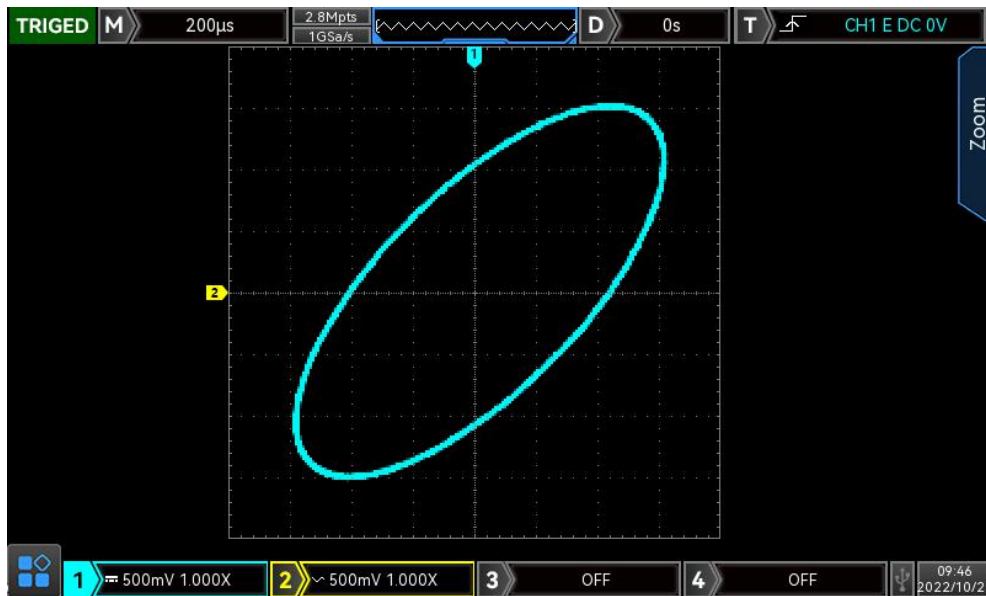 TRIGED M 200μs 2.8Mpts D 0s T CH1 E DC 0V
1GSa/s
1
Zoom
2
1 500mV 1.000X 2 500mV 1.000X 3 OFF 4 OFF 09:46
2022/10/2